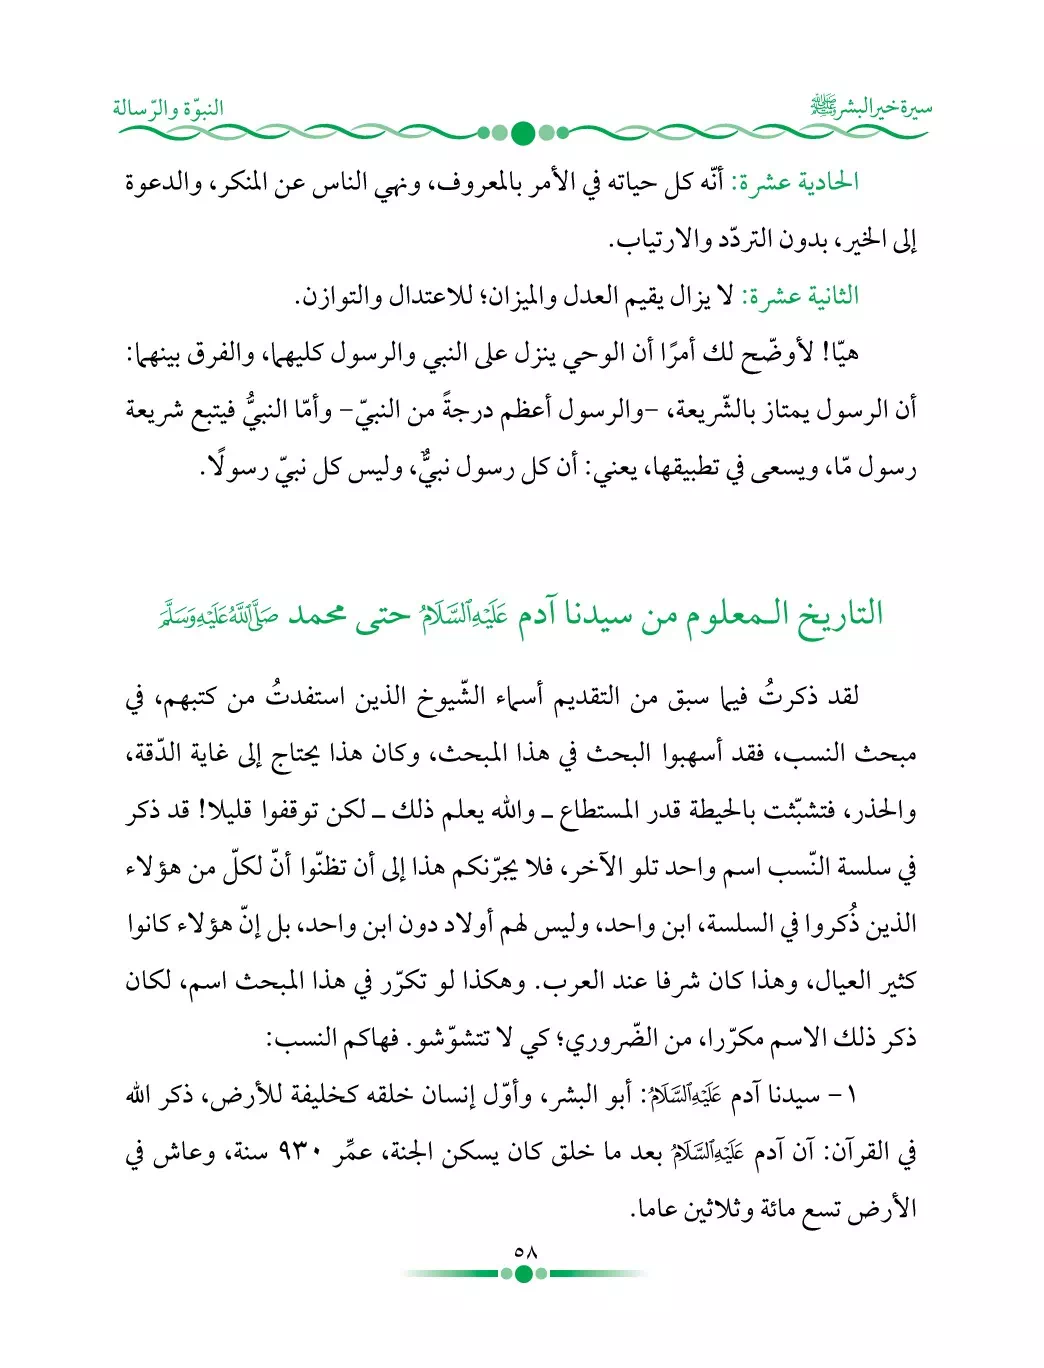 سيرة خير البشر ﷺ
النبوّة والرّسالة
الحادية عشرة: أنّه كل حياته في الأمر بالمعروف، ونهي الناس عن المنكر، والدعوة
إلى الخير، بدون التردّد والارتياب.
الثانية عشرة: لا يزال يقيم العدل والميزان؛ للاعتدال والتوازن.
هيّا! لأوضّح لك أمرًا أن الوحي ينزل على النبي والرسول كليهما، والفرق بينهما:
أن الرسول يمتاز بالشّريعة، -والرسول أعظم درجةً من النبيّ- وأمّا النبيُّ فيتبع شريعة
رسول مّا، ويسعى في تطبيقها، يعني: أن كل رسول نبيٌّ، وليس كل نبيّ رسولًا.
التاريخ الـمعلوم من سيدنا آدم عَلَيْهِ ٱلسَّلَامُ حتى محمد صَلَّى ٱللَّهُ عَلَيْهِ وَسَلَّمَ
لقد ذكرتُ فيما سبق من التقديم أسماء الشّيوخ الذين استفدتُ من كتبهم، في
مبحث النسب، فقد أسهبوا البحث في هذا المبحث، وكان هذا يحتاج إلى غاية الدّقة،
والحذر، فتشبّثت بالحيطة قدر المستطاع ـ والله يعلم ذلك ـ لكن توقفوا قليلا! قد ذكر
في سلسة النّسب اسم واحد تلو الآخر، فلا يجرّنكم هذا إلى أن تظنّوا أنّ لكلّ من هؤلاء
الذين ذُكروا في السلسة، ابن واحد، وليس لهم أولاد دون ابن واحد، بل إنّ هؤلاء كانوا
كثير العيال، وهذا كان شرفا عند العرب. وهكذا لو تكرّر في هذا المبحث اسم، لكان
ذكر ذلك الاسم مكرّرا، من الضّروري؛ كي لا تتشوّشو. فهاكم النسب:
١- سيدنا آدم عَلَيْهِ ٱلسَّلَامُ: أبو البشر، وأوّل إنسان خلقه كخليفة للأرض، ذكر الله
في القرآن: آن آدم عَلَيْهِ ٱلسَّلَامُ بعد ما خلق كان يسكن الجنة، عمِّر ٩٣٠ سنة، وعاش في
الأرض تسع مائة وثلاثين عاما.
٥٨